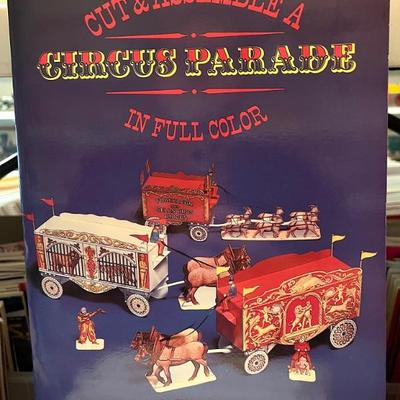 CUT & ASSEMBLE A
CIRCUS PARADE
IN FULL COLOR